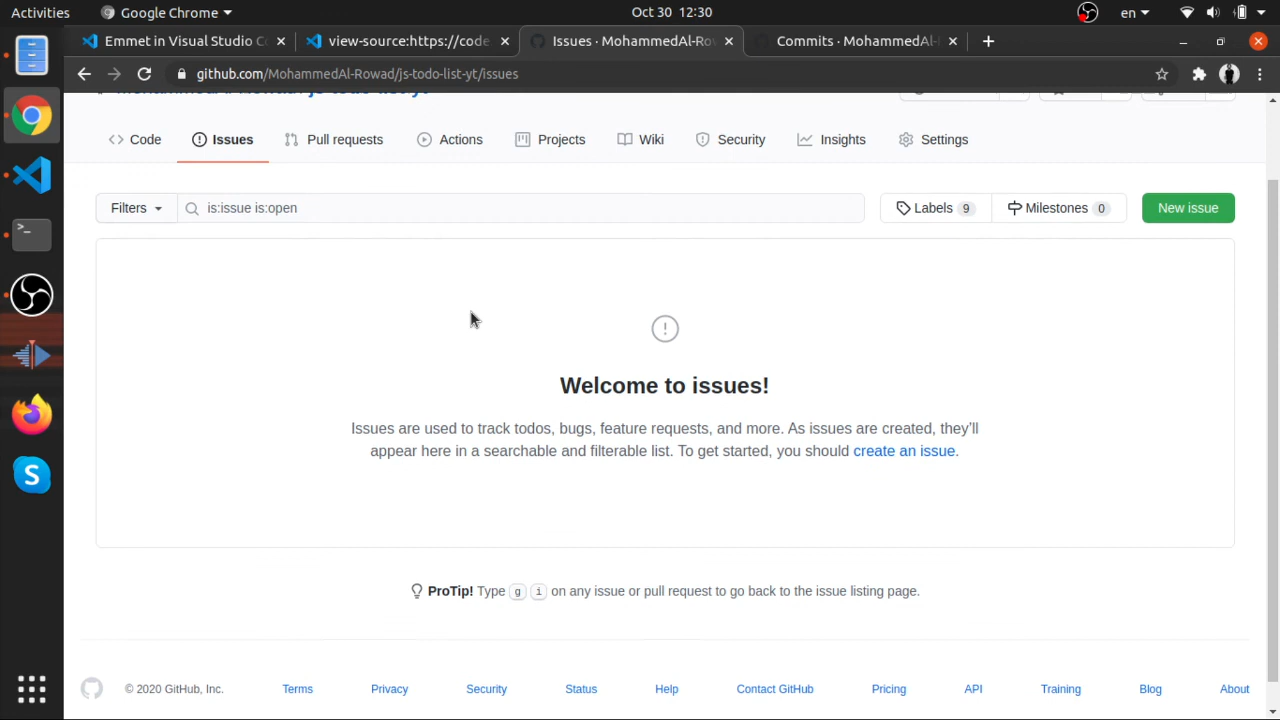 Activities Google Chrome Oct 30 12:30 en
Emmet in Visual Studio Co view-source:https://code Issues · MohammedAl-Ro Commits · MohammedAl-
github.com/MohammedAl-Rowad/js-todo-list-yt/issues
Code Issues Pull requests Actions Projects Wiki Security Insights Settings
Filters is:issue is:open Labels 9 Milestones 0 New issue
Welcome to issues!
Issues are used to track todos, bugs, feature requests, and more. As issues are created, they’ll
appear here in a searchable and filterable list. To get started, you should create an issue.
ProTip! Type g i on any issue or pull request to go back to the issue listing page.
© 2020 GitHub, Inc. Terms Privacy Security Status Help Contact GitHub Pricing API Training Blog About